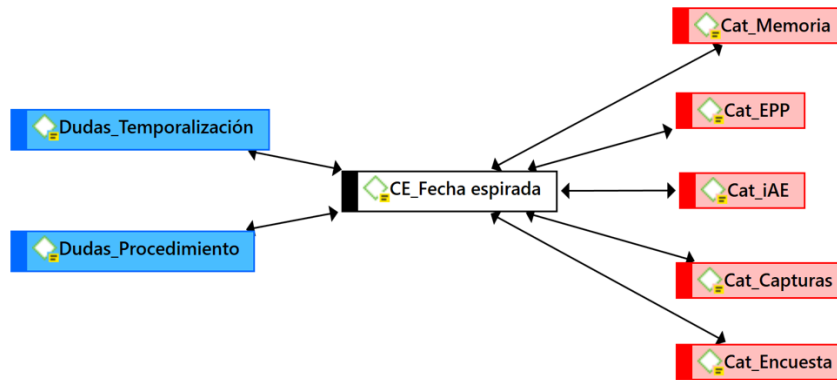 Cat_Memoria
Cat_EPP
Dudas_Temporalización
CE_Fecha espirada
Cat_iAE
Dudas_Procedimiento
Cat_Capturas
Cat_Encuesta